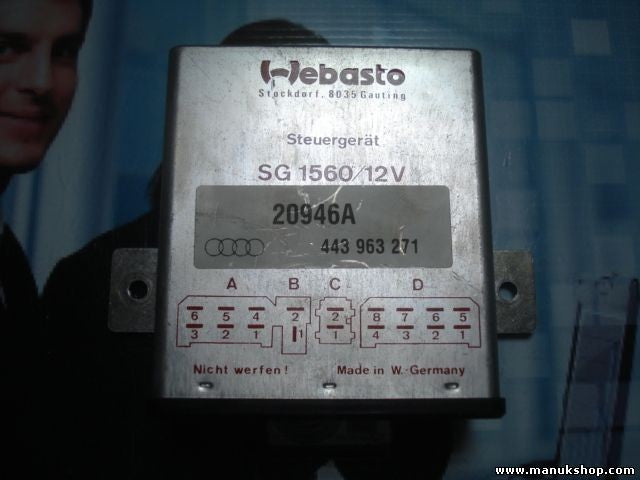 Webasto
Stockdorf, 8035 Gauting
Steuergerät
SG 1560/12V
20946A
443 963 271
A B C D
6 5 4 2 2 8 7 6 5
3 2 1 1 1 4 3 2 1
Nicht werfen! Made in W.-Germany
www.manukshop.com